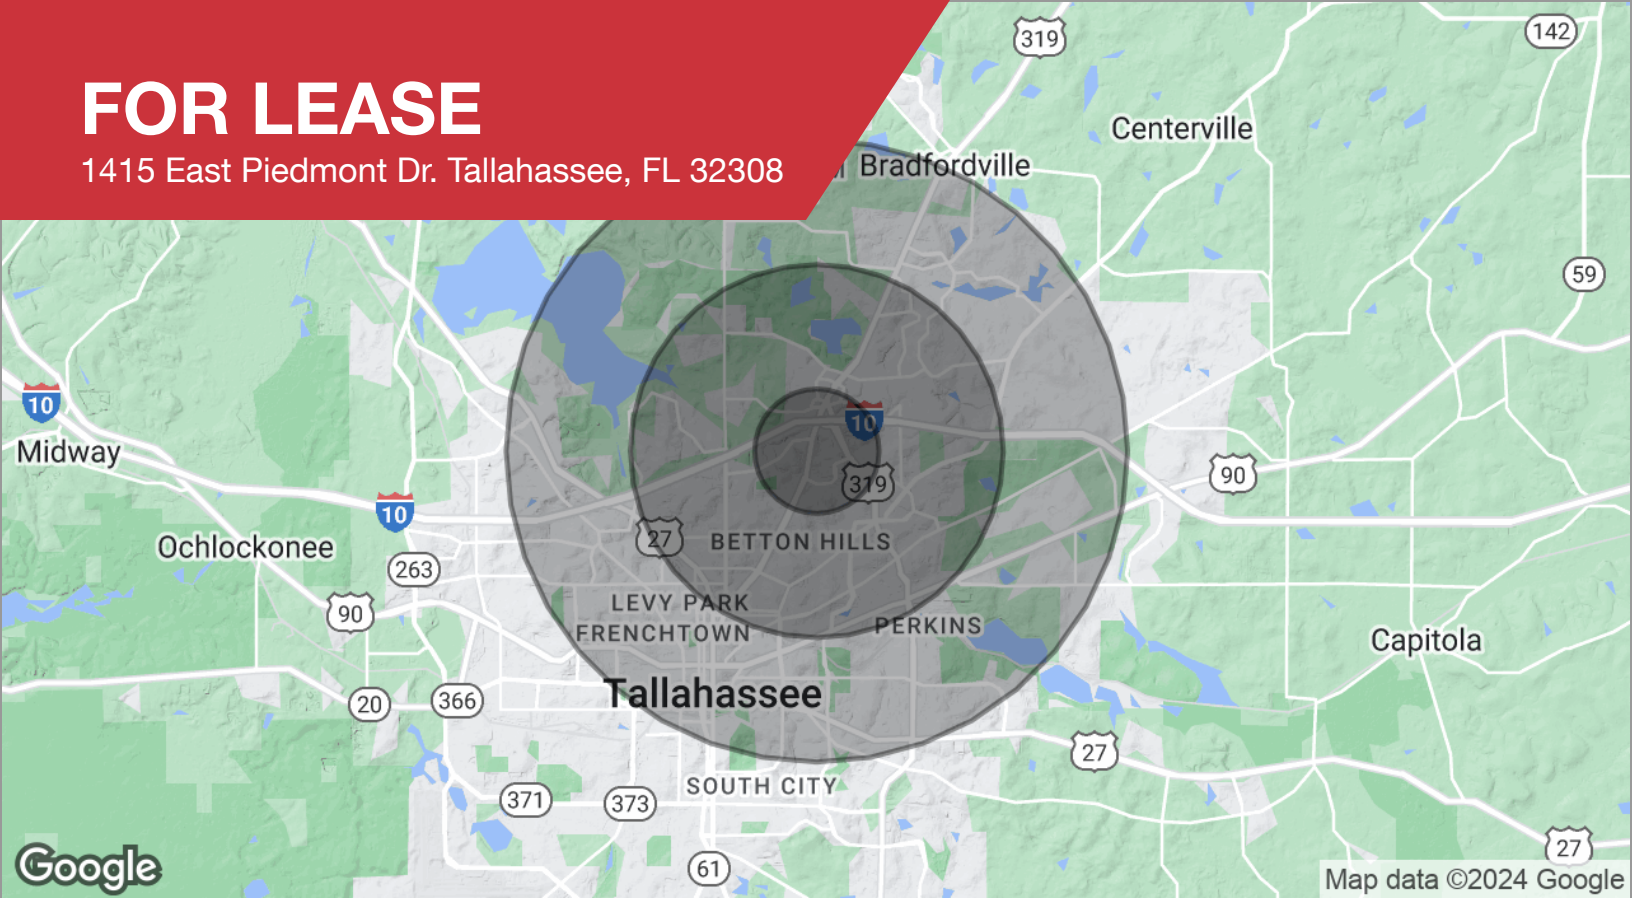 FOR LEASE
1415 East Piedmont Dr. Tallahassee, FL 32308
319
142
Centerville
Bradfordville
59
10
Midway
10
319
90
10
Ochlockonee
27
BETTON HILLS
263
90
LEVY PARK
FRENCHTOWN
PERKINS
Capitola
Tallahassee
20
366
27
SOUTH CITY
371
373
27
61
Google
Map data ©2024 Google